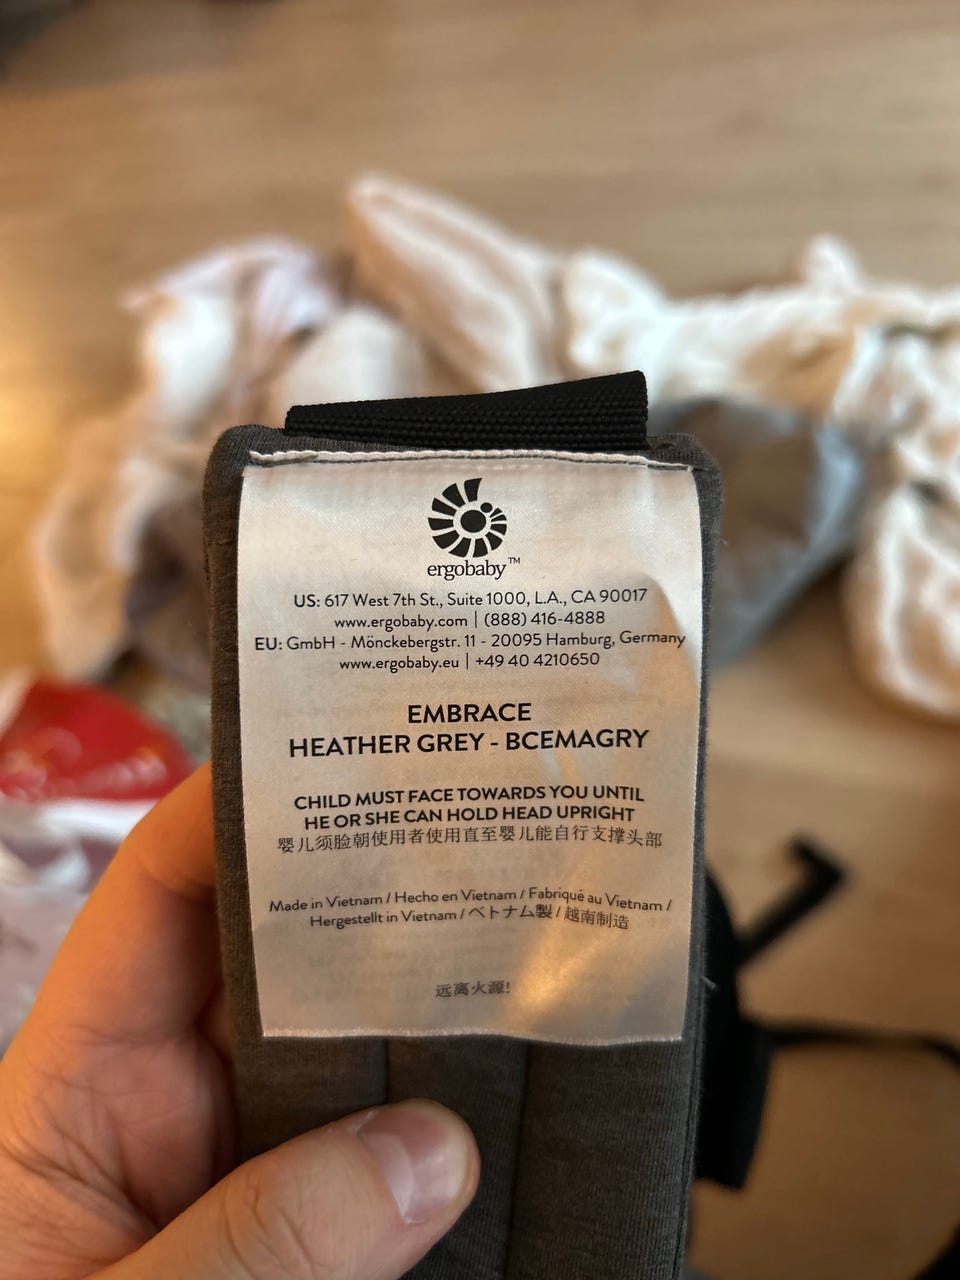 ergobaby™
US: 617 West 7th St., Suite 1000, L.A., CA 90017
www.ergobaby.com | (888) 416-4888
EU: GmbH - Mönckebergstr. 11 - 20095 Hamburg, Germany
www.ergobaby.eu | +49 40 4210650
EMBRACE
HEATHER GREY - BCEMAGRY
CHILD MUST FACE TOWARDS YOU UNTIL
HE OR SHE CAN HOLD HEAD UPRIGHT
婴儿须脸朝使用者使用直至婴儿能自行支撑头部
Made in Vietnam / Hecho en Vietnam / Fabriqué au Vietnam /
Hergestellt in Vietnam / ベトナム製 / 越南制造
远离火源!